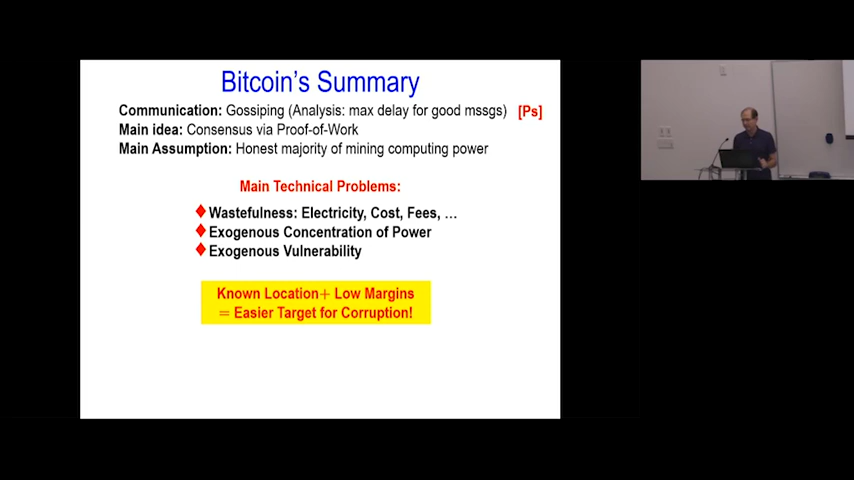 Bitcoin's Summary
Communication: Gossiping (Analysis: max delay for good mssgs) [Ps]
Main idea: Consensus via Proof-of-Work
Main Assumption: Honest majority of mining computing power
Main Technical Problems:
♦ Wastefulness: Electricity, Cost, Fees, ...
♦ Exogenous Concentration of Power
♦ Exogenous Vulnerability
Known Location+ Low Margins
= Easier Target for Corruption!